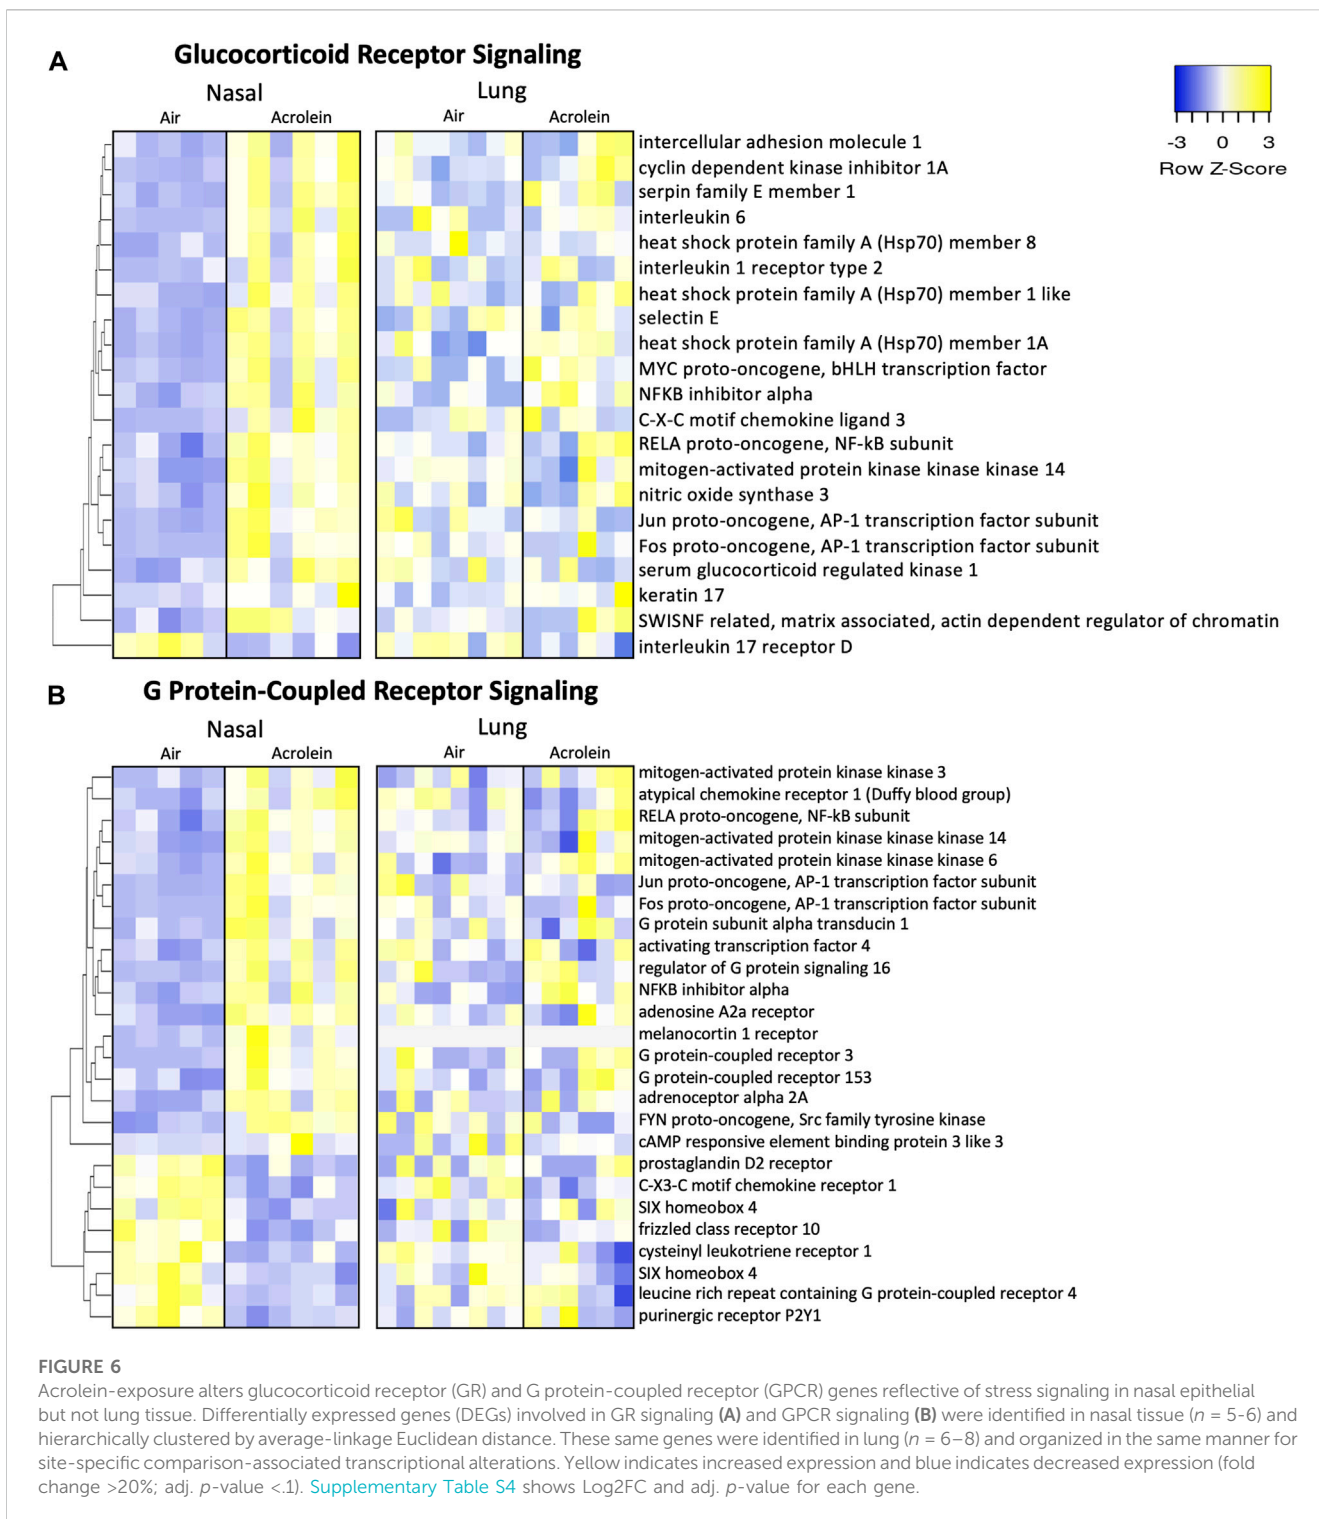 A
Glucocorticoid Receptor Signaling
Nasal
Lung
Air
Acrolein
Air
Acrolein
-3 0 3
Row Z-Score
intercellular adhesion molecule 1
cyclin dependent kinase inhibitor 1A
serpin family E member 1
interleukin 6
heat shock protein family A (Hsp70) member 8
interleukin 1 receptor type 2
heat shock protein family A (Hsp70) member 1 like
selectin E
heat shock protein family A (Hsp70) member 1A
MYC proto-oncogene, bHLH transcription factor
NFKB inhibitor alpha
C-X-C motif chemokine ligand 3
RELA proto-oncogene, NF-kB subunit
mitogen-activated protein kinase kinase kinase 14
nitric oxide synthase 3
Jun proto-oncogene, AP-1 transcription factor subunit
Fos proto-oncogene, AP-1 transcription factor subunit
serum glucocorticoid regulated kinase 1
keratin 17
SWISNF related, matrix associated, actin dependent regulator of chromatin
interleukin 17 receptor D
B
G Protein-Coupled Receptor Signaling
Nasal
Lung
Air
Acrolein
Air
Acrolein
mitogen-activated protein kinase kinase 3
atypical chemokine receptor 1 (Duffy blood group)
RELA proto-oncogene, NF-kB subunit
mitogen-activated protein kinase kinase kinase 14
mitogen-activated protein kinase kinase kinase 6
Jun proto-oncogene, AP-1 transcription factor subunit
Fos proto-oncogene, AP-1 transcription factor subunit
G protein subunit alpha transducin 1
activating transcription factor 4
regulator of G protein signaling 16
NFKB inhibitor alpha
adenosine A2a receptor
melanocortin 1 receptor
G protein-coupled receptor 3
G protein-coupled receptor 153
adrenoceptor alpha 2A
FYN proto-oncogene, Src family tyrosine kinase
cAMP responsive element binding protein 3 like 3
prostaglandin D2 receptor
C-X3-C motif chemokine receptor 1
SIX homeobox 4
frizzled class receptor 10
cysteinyl leukotriene receptor 1
SIX homeobox 4
leucine rich repeat containing G protein-coupled receptor 4
purinergic receptor P2Y1
FIGURE 6
Acrolein-exposure alters glucocorticoid receptor (GR) and G protein-coupled receptor (GPCR) genes reflective of stress signaling in nasal epithelial
but not lung tissue. Differentially expressed genes (DEGs) involved in GR signaling (A) and GPCR signaling (B) were identified in nasal tissue (n = 5-6) and
hierarchically clustered by average-linkage Euclidean distance. These same genes were identified in lung (n = 6–8) and organized in the same manner for
site-specific comparison-associated transcriptional alterations. Yellow indicates increased expression and blue indicates decreased expression (fold
change >20%; adj. p-value <.1). Supplementary Table S4 shows Log2FC and adj. p-value for each gene.